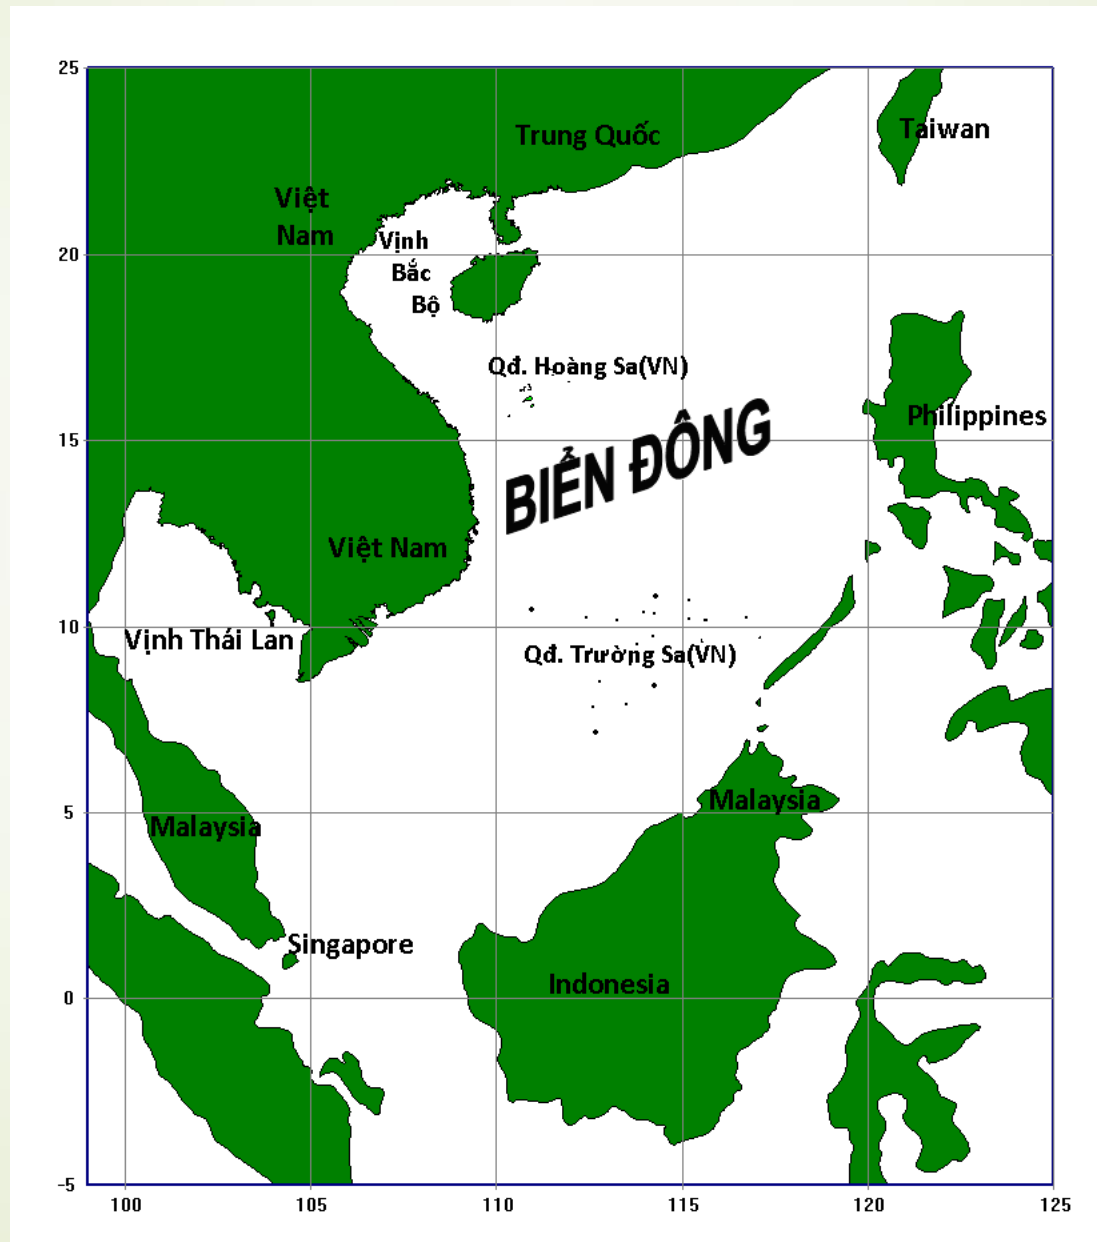 25
Trung Quốc
Taiwan
Việt
Nam
20
Vịnh
Bắc
Bộ
Qđ. Hoàng Sa(VN)
BIỂN ĐÔNG
Philippines
15
Việt Nam
10
Vịnh Thái Lan
Qđ. Trường Sa(VN)
5
Malaysia
Malaysia
Singapore
Indonesia
0
-5
100 105 110 115 120 125